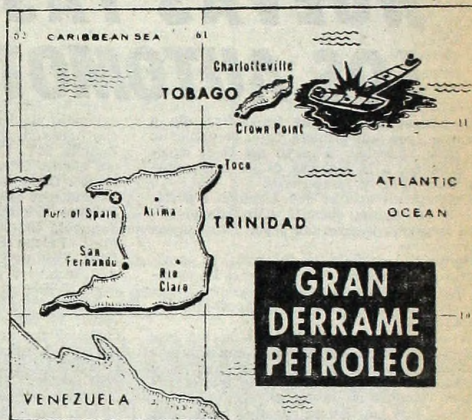 CARIBBEAN SEA
61
Charlotteville
TOBAGO
Crown Point
11
Toco
ATLANTIC
OCEAN
Port of Spain
Arima
TRINIDAD
San
Fernando
Rio
Claro
GRAN
DERRAME
PETROLEO
10
VENEZUELA